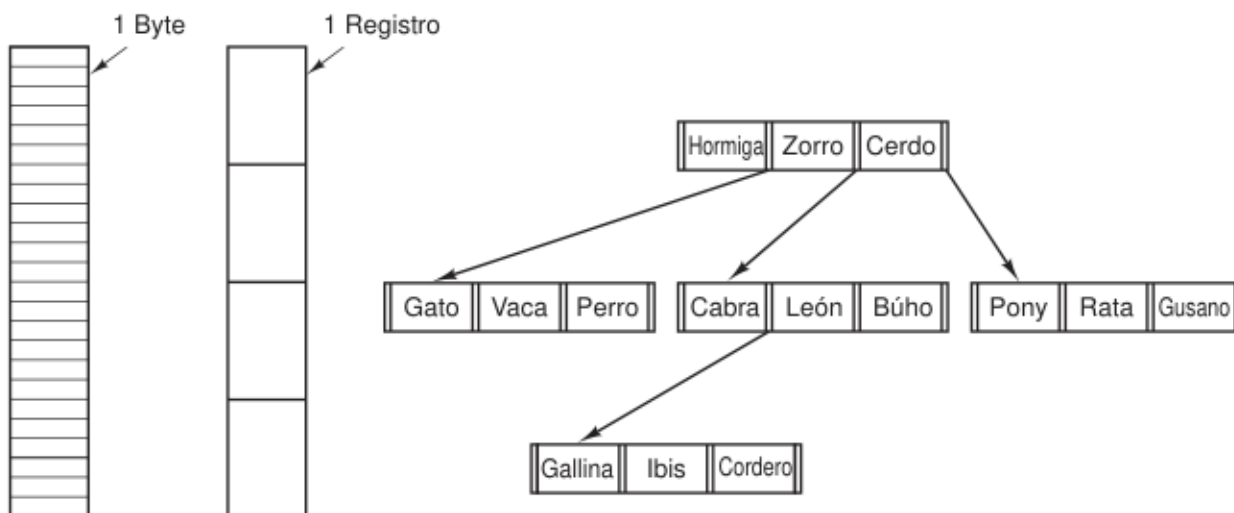 1 Byte
1 Registro
Hormiga Zorro Cerdo
Gato Vaca Perro
Cabra León Búho
Pony Rata Gusano
Gallina Ibis Cordero